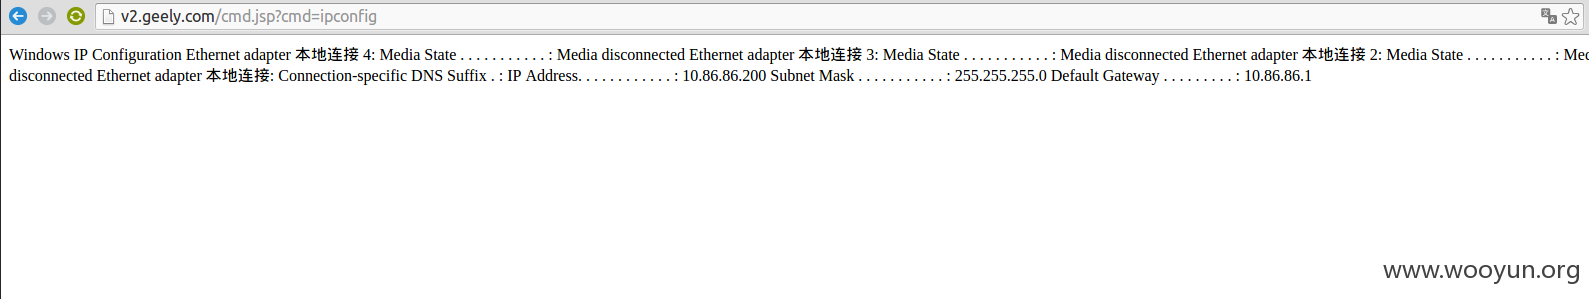 v2.geely.com/cmd.jsp?cmd=ipconfig
Windows IP Configuration Ethernet adapter 本地连接 4: Media State . . . . . . . . . . . : Media disconnected Ethernet adapter 本地连接 3: Media State . . . . . . . . . . . : Media disconnected Ethernet adapter 本地连接 2: Media State . . . . . . . . . . . : Med
disconnected Ethernet adapter 本地连接: Connection-specific DNS Suffix . : IP Address. . . . . . . . . . . . : 10.86.86.200 Subnet Mask . . . . . . . . . . . : 255.255.255.0 Default Gateway . . . . . . . . . : 10.86.86.1
www.wooyun.org